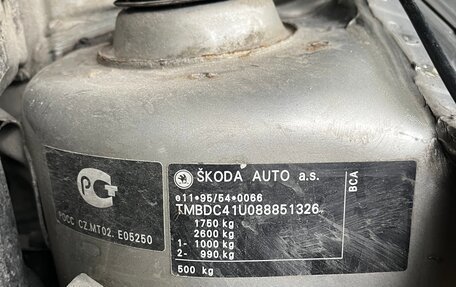 РСТ
РОСС CZ.MT02. E05250
ŠKODA AUTO a.s.
e11*95/54*0066
TMBDC41U088851326
1750 kg
2600 kg
1- 1000 kg
2- 990 kg
500 kg
BCA